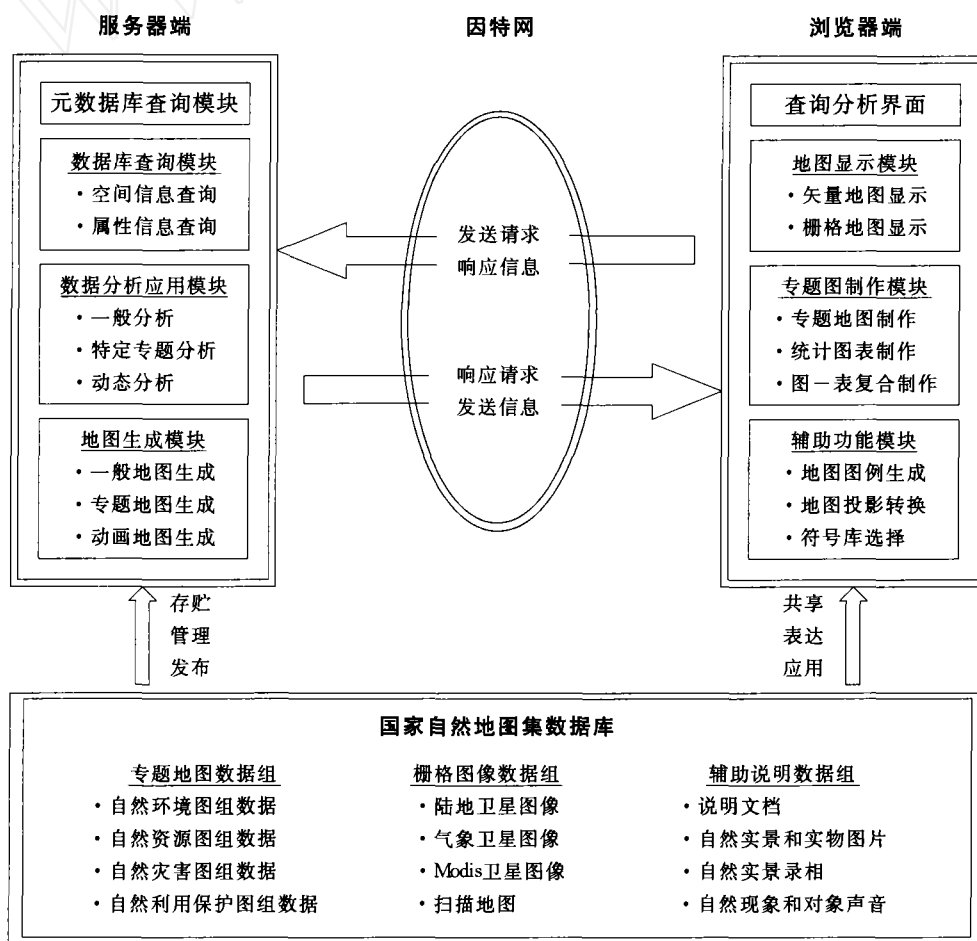 服务器端
因特网
浏览器端
元数据库查询模块
数据库查询模块
·空间信息查询
·属性信息查询
数据分析应用模块
·一般分析
·特定专题分析
·动态分析
地图生成模块
·一般地图生成
·专题地图生成
·动画地图生成
发送请求
响应信息
响应请求
发送信息
查询分析界面
地图显示模块
·矢量地图显示
·栅格地图显示
专题图制作模块
·专题地图制作
·统计图表制作
·图－表复合制作
辅助功能模块
·地图图例生成
·地图投影转换
·符号库选择
存贮
管理
发布
共享
表达
应用
国家自然地图集数据库
专题地图数据组
·自然环境图组数据
·自然资源图组数据
·自然灾害图组数据
·自然利用保护图组数据
栅格图像数据组
·陆地卫星图像
·气象卫星图像
·Modis卫星图像
·扫描地图
辅助说明数据组
·说明文档
·自然实景和实物图片
·自然实景录相
·自然现象和对象声音